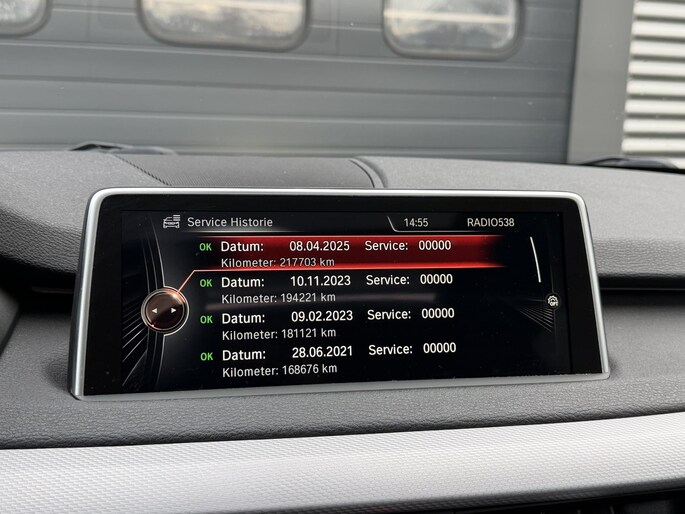 Service Historie 14:55 RADIO538
OK Datum: 08.04.2025 Service: 00000
Kilometer: 217703 km
OK Datum: 10.11.2023 Service: 00000
Kilometer: 194221 km
OK Datum: 09.02.2023 Service: 00000
Kilometer: 181121 km
OK Datum: 28.06.2021 Service: 00000
Kilometer: 168676 km